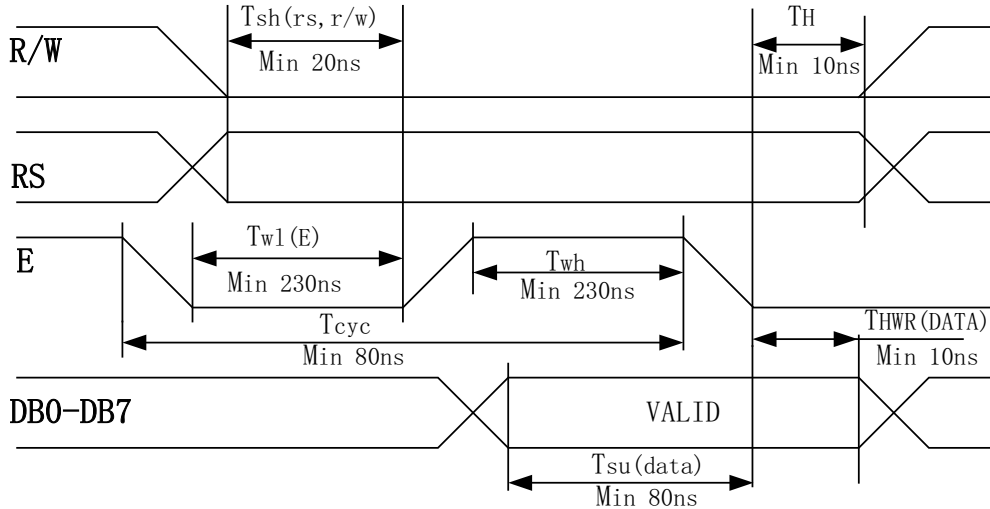 R/W
Tsh(rs,r/w)
Min 20ns
TH
Min 10ns
RS
E
Twl(E)
Min 230ns
Twh
Min 230ns
Tcyc
Min 80ns
THWR(DATA)
Min 10ns
DB0-DB7
VALID
Tsu(data)
Min 80ns